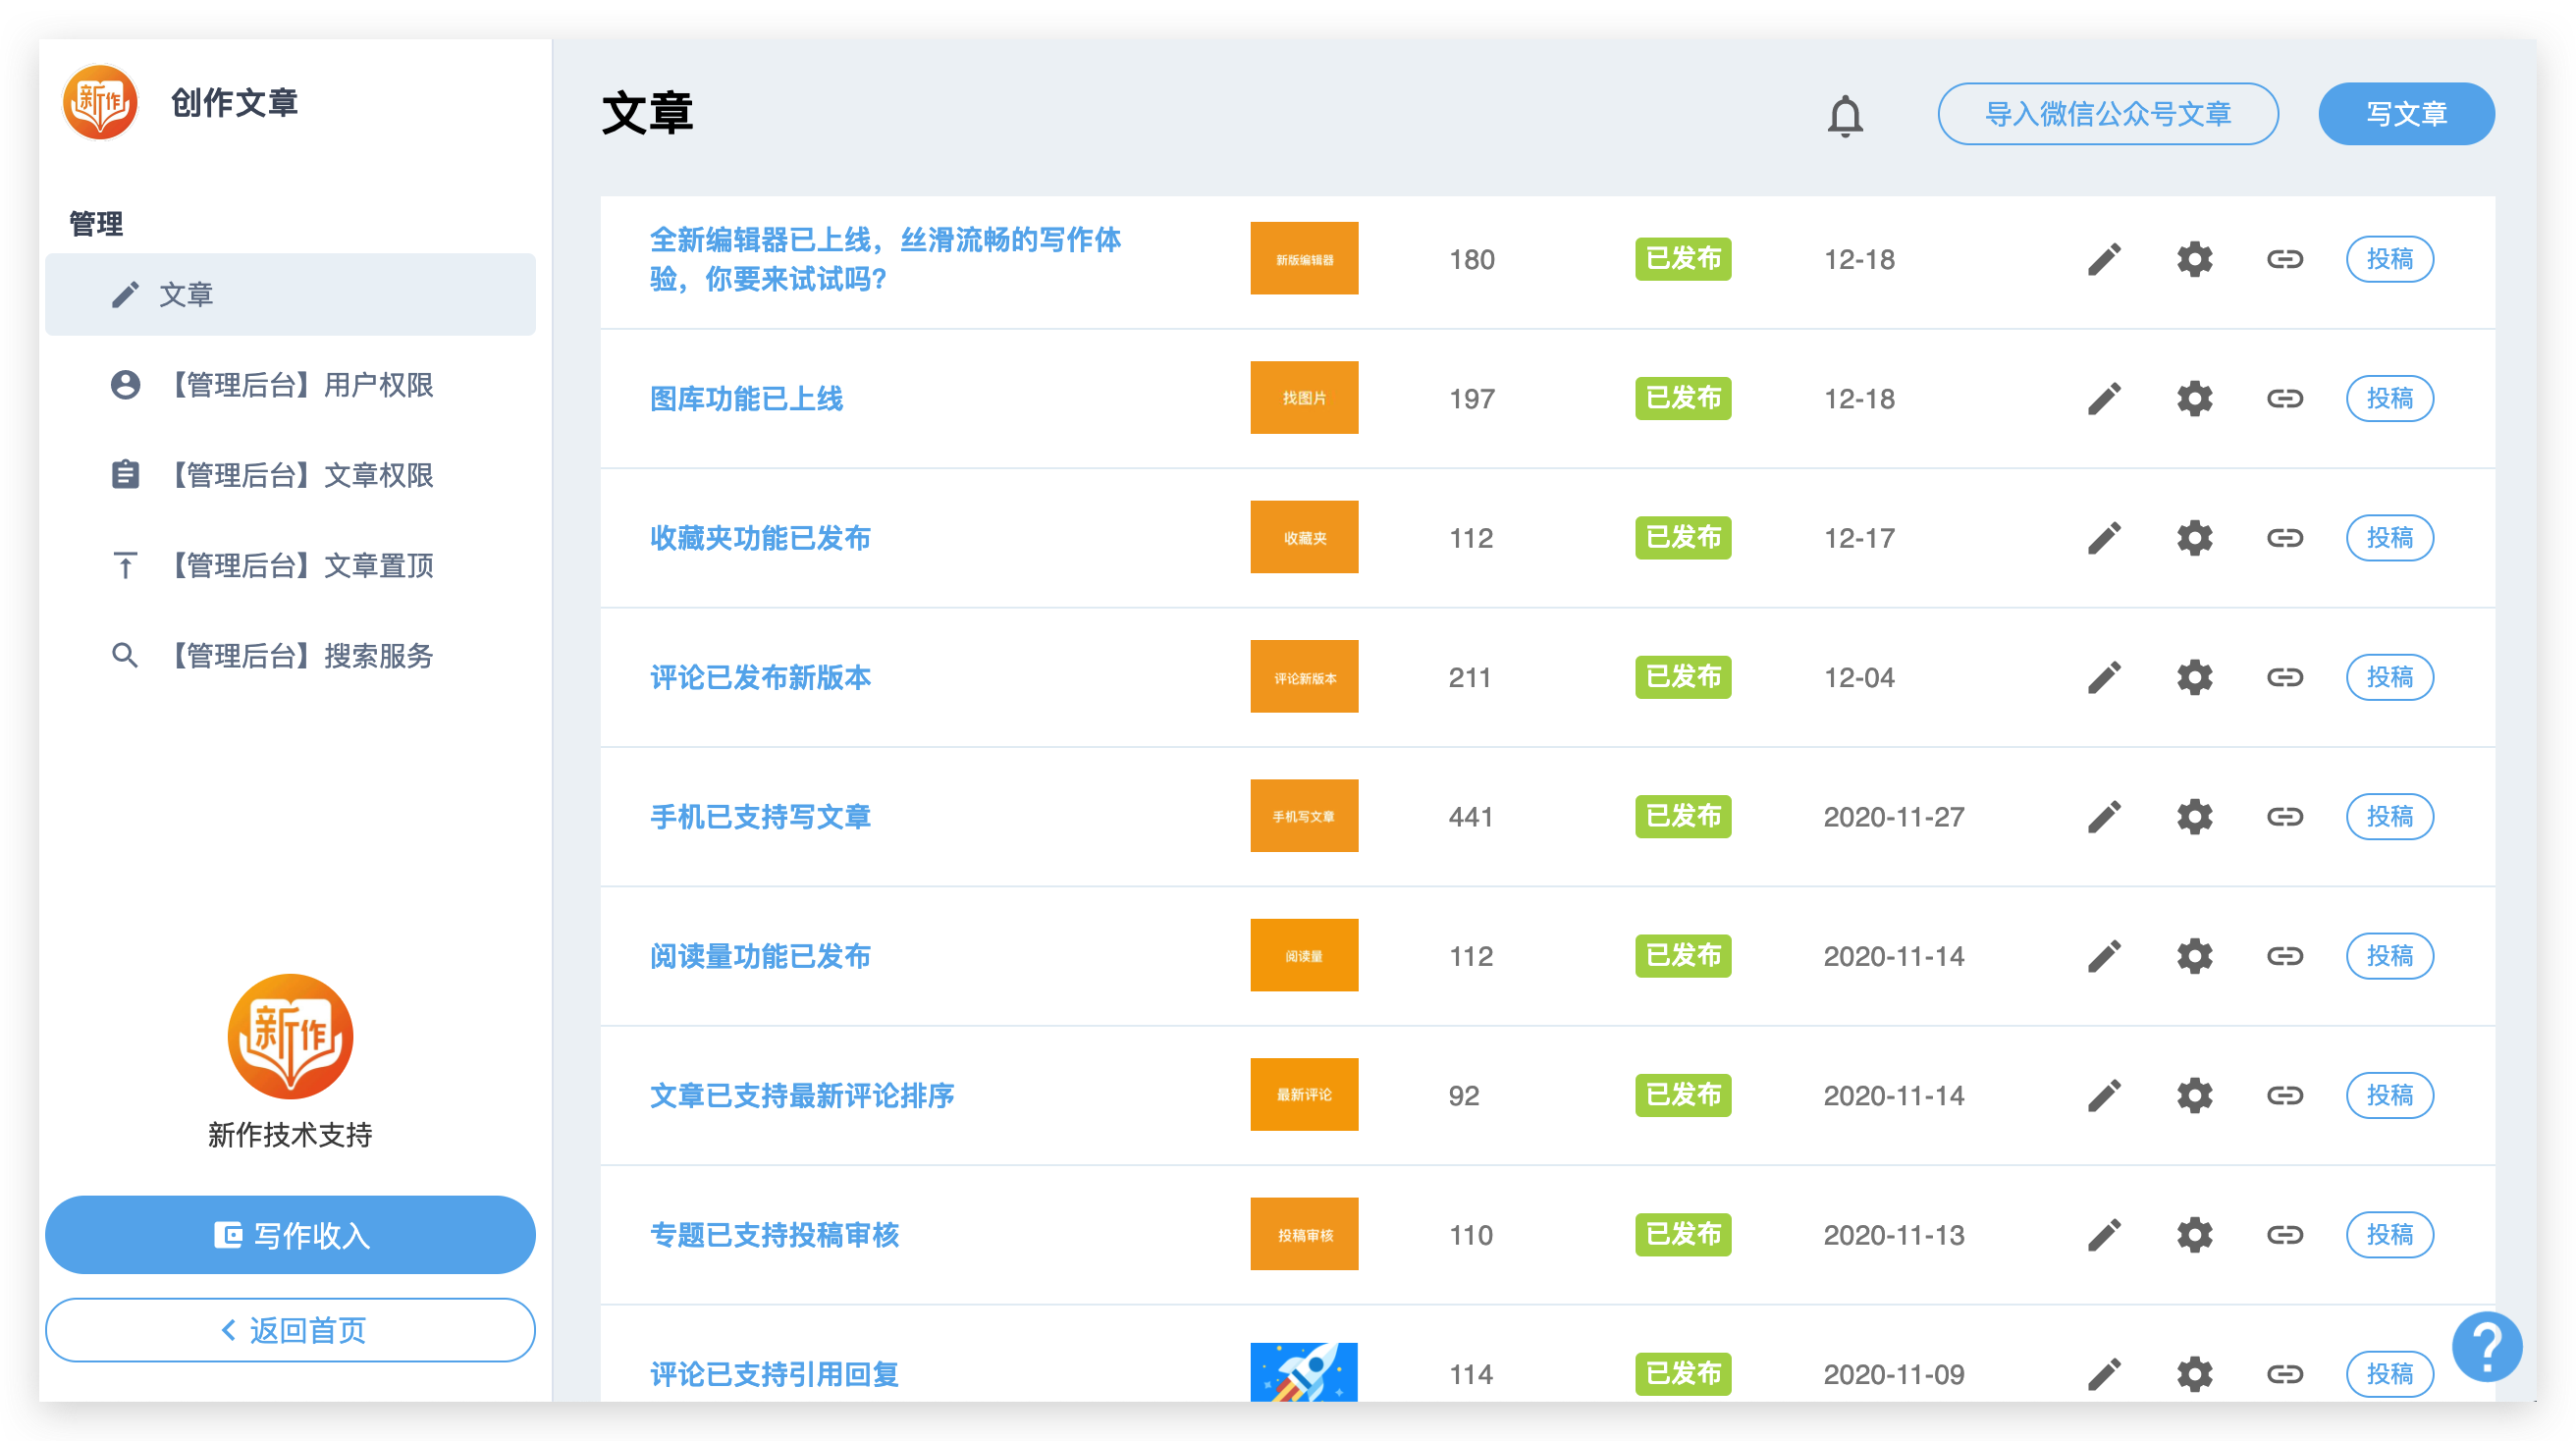 新作
创作文章
管理
文章
【管理后台】用户权限
【管理后台】文章权限
【管理后台】文章置顶
【管理后台】搜索服务
新作
新作技术支持
写作收入
返回首页
文章
导入微信公众号文章
写文章
全新编辑器已上线，丝滑流畅的写作体
验，你要来试试吗？
新版编辑器
180
已发布
12-18
投稿
图库功能已上线
找图片
197
已发布
12-18
投稿
收藏夹功能已发布
收藏夹
112
已发布
12-17
投稿
评论已发布新版本
评论新版本
211
已发布
12-04
投稿
手机已支持写文章
手机写文章
441
已发布
2020-11-27
投稿
阅读量功能已发布
阅读量
112
已发布
2020-11-14
投稿
文章已支持最新评论排序
最新评论
92
已发布
2020-11-14
投稿
专题已支持投稿审核
投稿审核
110
已发布
2020-11-13
投稿
评论已支持引用回复
114
已发布
2020-11-09
投稿
?